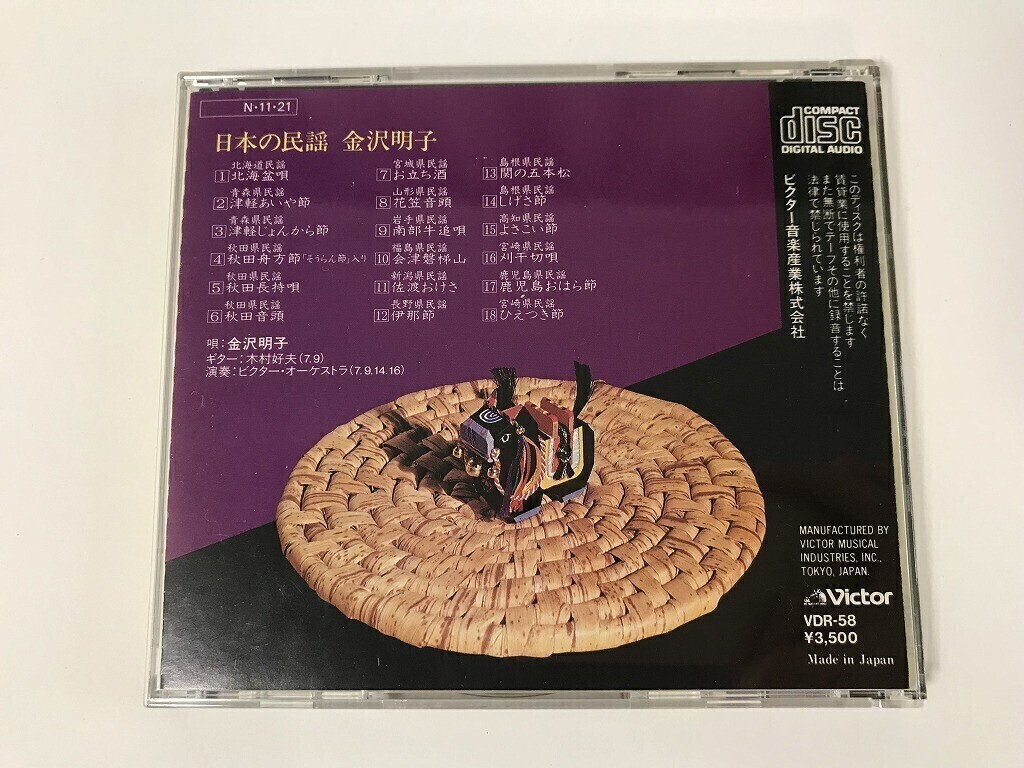 N・11・21
日本の民謡 金沢明子
北海道民謡
1 北海盆唄
青森県民謡
2 津軽あいや節
青森県民謡
3 津軽じょんから節
秋田県民謡
4 秋田舟方節「そうらん節」入り
秋田県民謡
5 秋田長持唄
秋田県民謡
6 秋田音頭
宮城県民謡
7 お立ち酒
山形県民謡
8 花笠音頭
岩手県民謡
9 南部牛追唄
福島県民謡
10 会津磐梯山
新潟県民謡
11 佐渡おけさ
長野県民謡
12 伊那節
島根県民謡
13 関の五本松
島根県民謡
14 しげさ節
高知県民謡
15 よさこい節
宮崎県民謡
16 刈干切唄
鹿児島県民謡
17 鹿児島おはら節
宮崎県民謡
18 ひえつき節
唄：金沢明子
ギター：木村好夫(7.9)
演奏：ビクター・オーケストラ(7.9.14.16)
COMPACT
disc
DIGITAL AUDIO
このディスクは権利者の許諾なく
賃貸業に使用することを禁じます
また無断でテープその他に録音することは
法律で禁じられています
ビクター音楽産業株式会社
MANUFACTURED BY
VICTOR MUSICAL
INDUSTRIES, INC.,
TOKYO, JAPAN.
Victor
VDR-58
¥3,500
Made in Japan